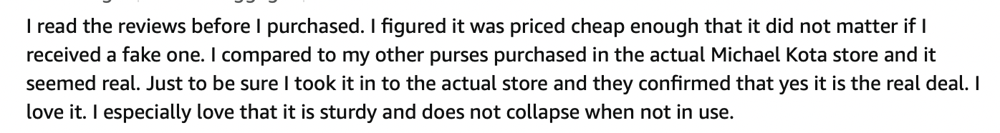 I read the reviews before I purchased. I figured it was priced cheap enough that it did not matter if I
received a fake one. I compared to my other purses purchased in the actual Michael Kota store and it
seemed real. Just to be sure I took it in to the actual store and they confirmed that yes it is the real deal. I
love it. I especially love that it is sturdy and does not collapse when not in use.